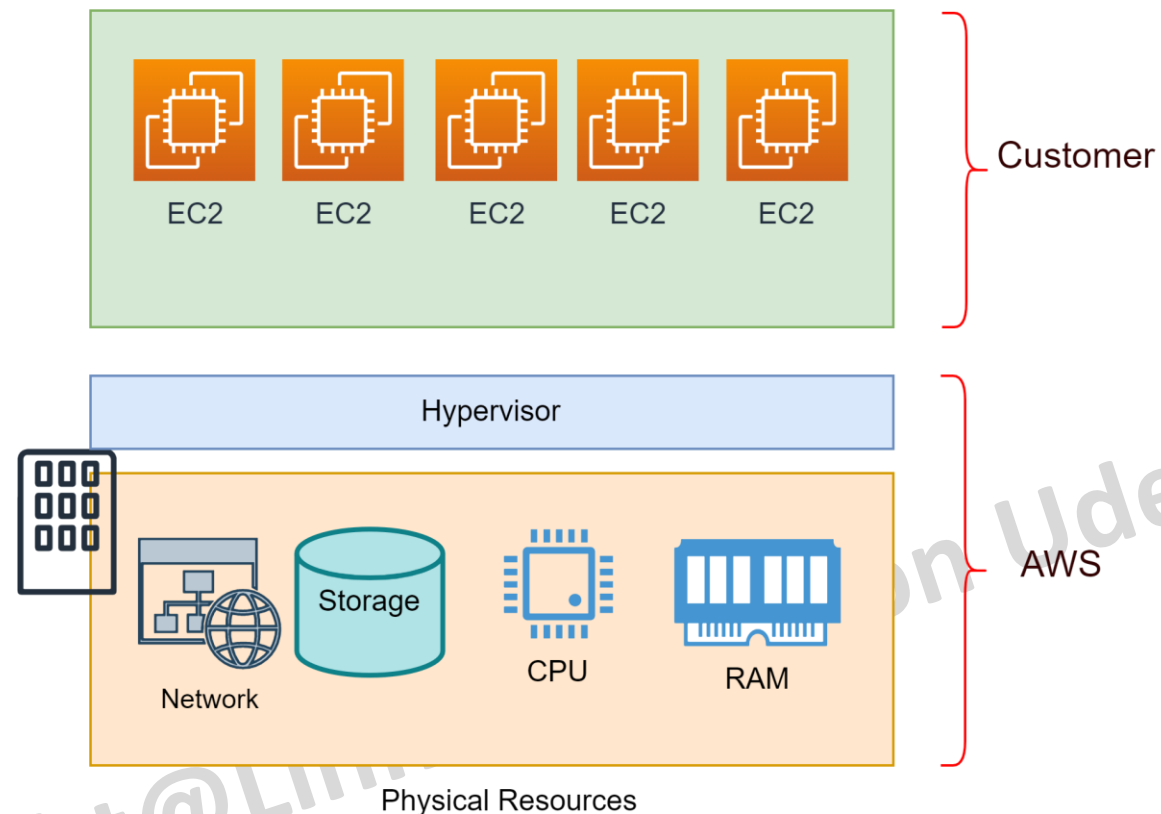 EC2 EC2 EC2 EC2 EC2
Customer
Hypervisor
AWS
Storage
Network
CPU
RAM
Physical Resources